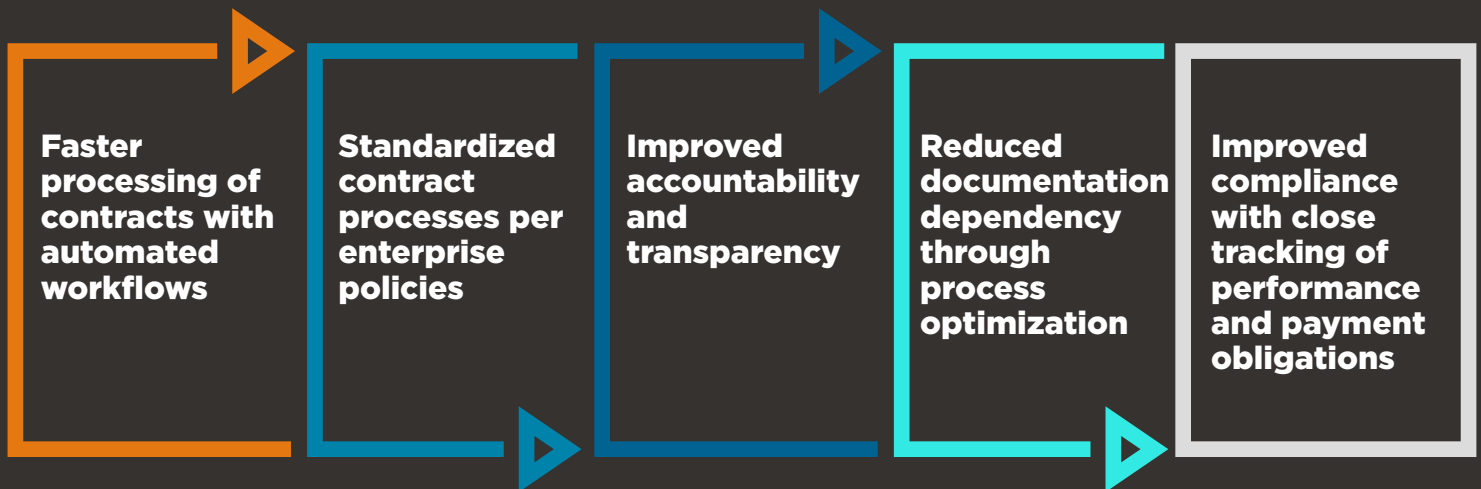 Faster
processing of
contracts with
automated
workflows
Standardized
contract
processes per
enterprise
policies
Improved
accountability
and
transparency
Reduced
documentation
dependency
through
process
optimization
Improved
compliance
with close
tracking of
performance
and payment
obligations